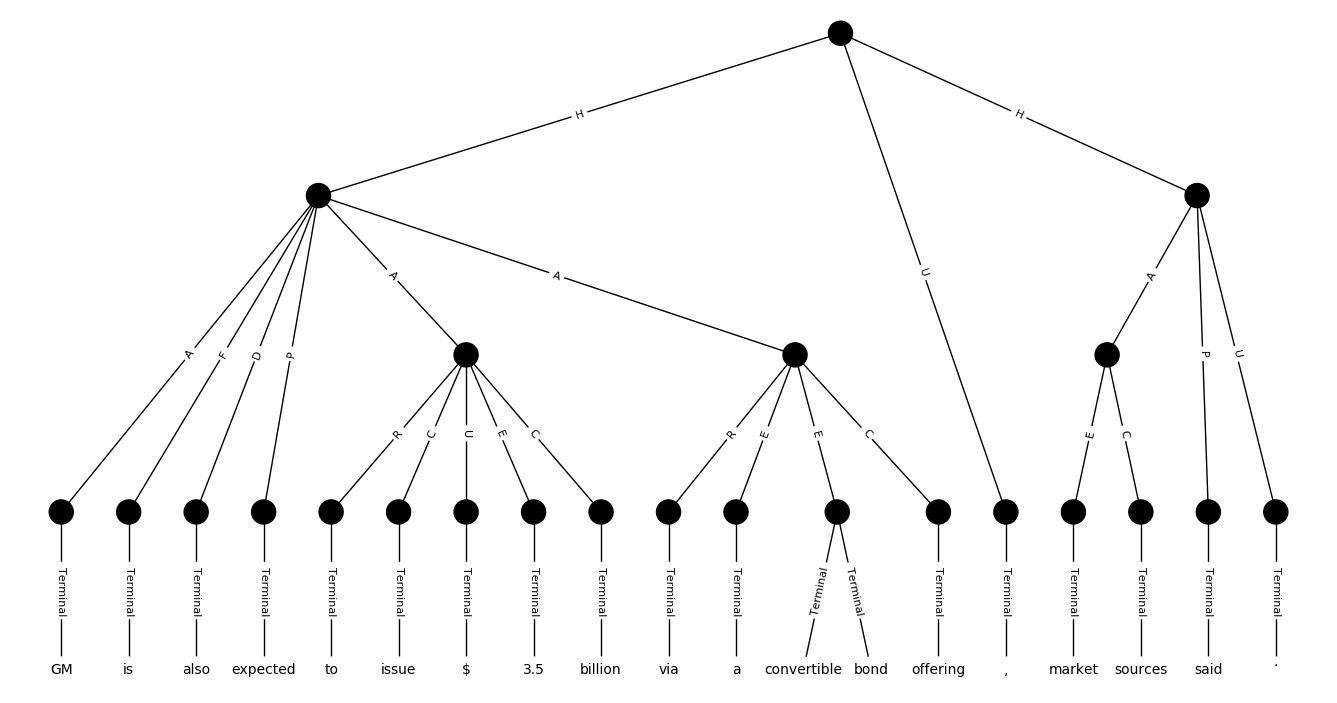 H H
U
A A A
A F D P P U
R C U E C R E E C E C
Terminal Terminal Terminal Terminal Terminal Terminal Terminal Terminal Terminal Terminal Terminal Terminal Terminal Terminal Terminal Terminal Terminal Terminal Terminal
GM is also expected to issue $ 3.5 billion via a convertible bond offering , market sources said .